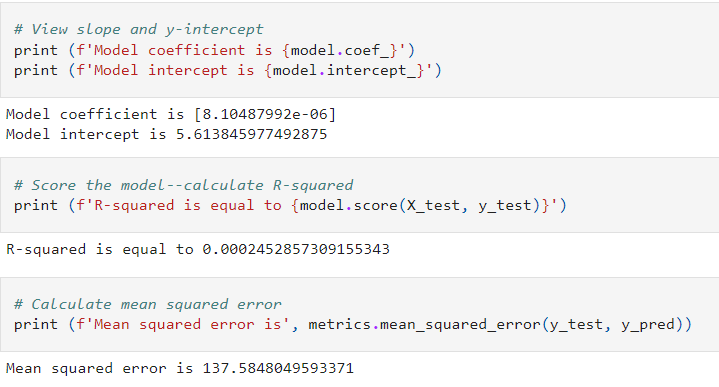 # View slope and y-intercept
print (f'Model coefficient is {model.coef_}')
print (f'Model intercept is {model.intercept_}')
Model coefficient is [8.10487992e-06]
Model intercept is 5.613845977492875
# Score the model--calculate R-squared
print (f'R-squared is equal to {model.score(X_test, y_test)}')
R-squared is equal to 0.0002452857309155343
# Calculate mean squared error
print (f'Mean squared error is', metrics.mean_squared_error(y_test, y_pred))
Mean squared error is 137.5848049593371